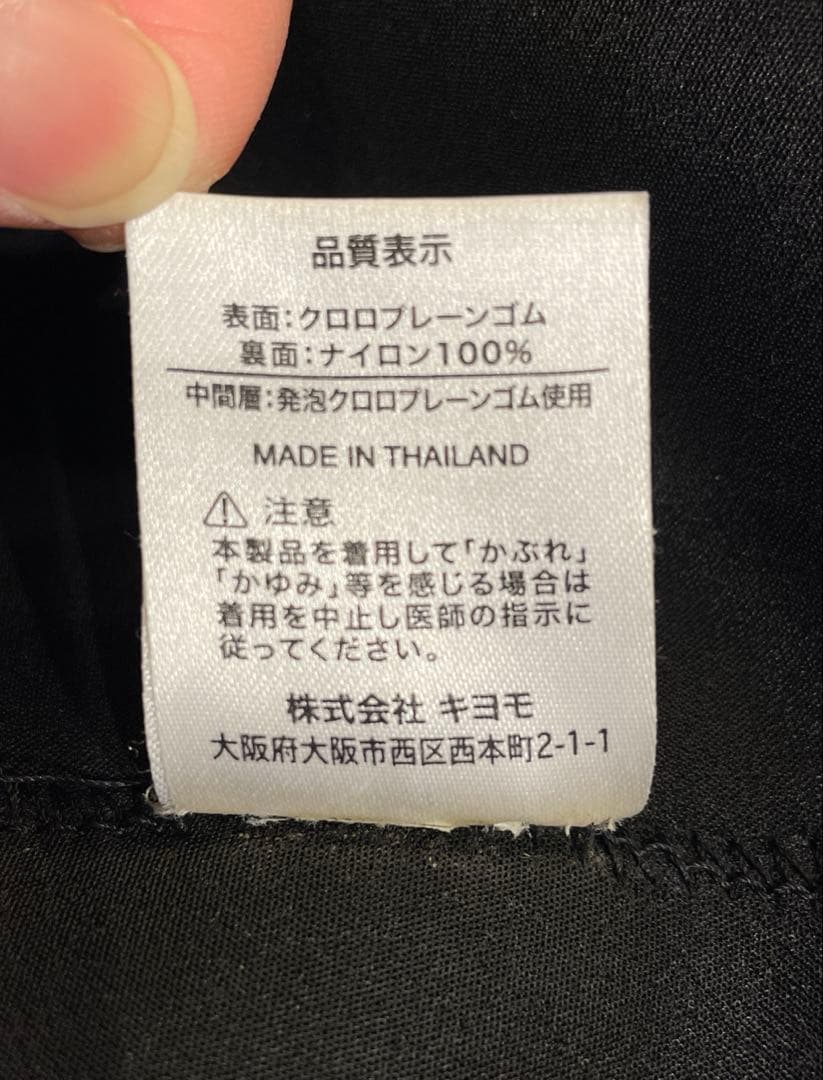 品質表示
表面:クロロプレーンゴム
裏面:ナイロン100%
中間層:発泡クロロプレーンゴム使用
MADE IN THAILAND
⚠ 注意
本製品を着用して「かぶれ」
「かゆみ」等を感じる場合は
着用を中止し医師の指示に
従ってください。
株式会社 キヨモ
大阪府大阪市西区西本町2-1-1